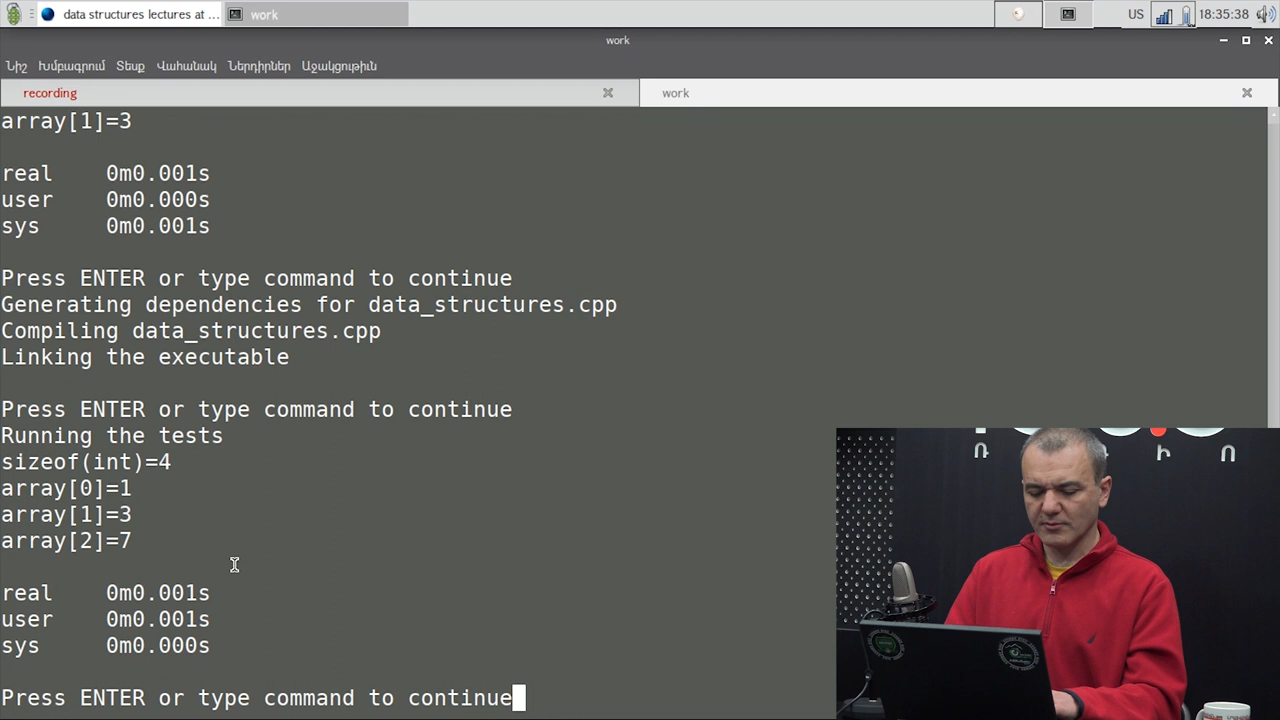 data structures lectures at ...
work
US
18:35:38
work
Նիշ Խմբագրում Տեսք Վահանակ Ներդիրներ Աջակցութիւն
recording
work
array[1]=3
real 0m0.001s
user 0m0.000s
sys 0m0.001s
Press ENTER or type command to continue
Generating dependencies for data_structures.cpp
Compiling data_structures.cpp
Linking the executable
Press ENTER or type command to continue
Running the tests
sizeof(int)=4
array[0]=1
array[1]=3
array[2]=7
real 0m0.001s
user 0m0.001s
sys 0m0.000s
Press ENTER or type command to continue